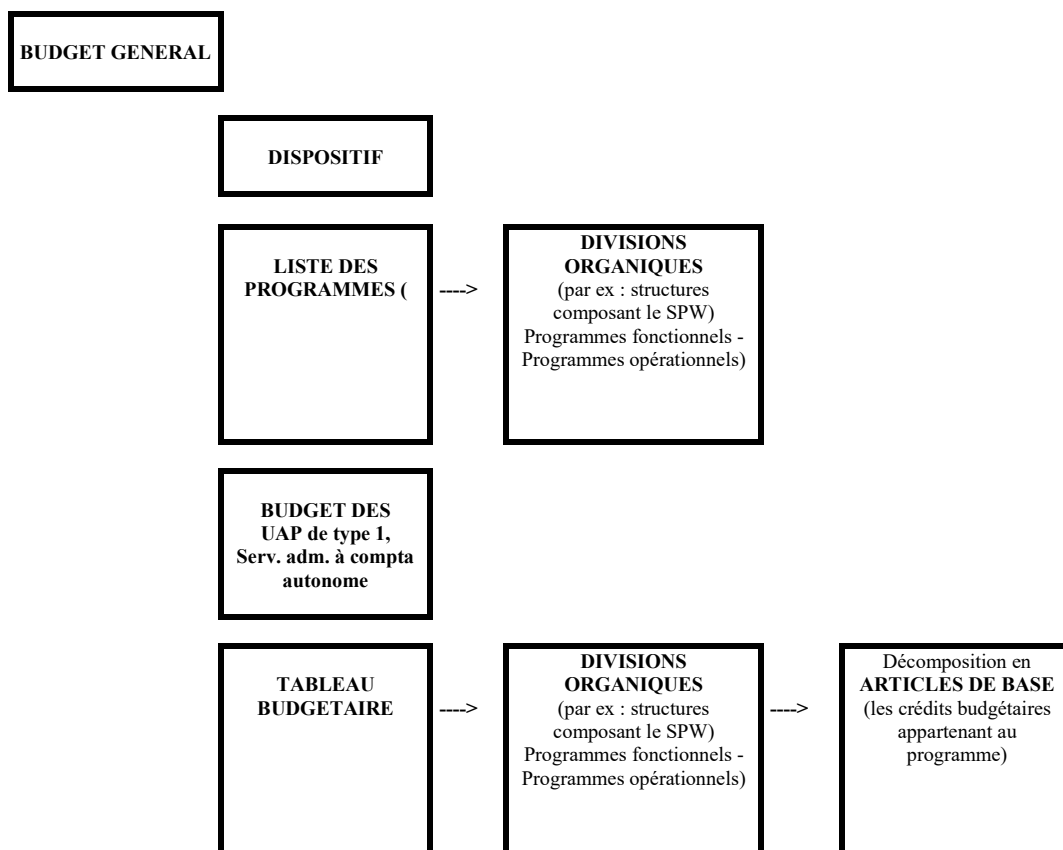 BUDGET GENERAL
DISPOSITIF
LISTE DES
PROGRAMMES (
---->
DIVISIONS
ORGANIQUES
(par ex : structures
composant le SPW)
Programmes fonctionnels -
Programmes opérationnels)
BUDGET DES
UAP de type 1,
Serv. adm. à compta
autonome
TABLEAU
BUDGETAIRE
---->
DIVISIONS
ORGANIQUES
(par ex : structures
composant le SPW)
Programmes fonctionnels -
Programmes opérationnels)
---->
Décomposition en
ARTICLES DE BASE
(les crédits budgétaires
appartenant au
programme)